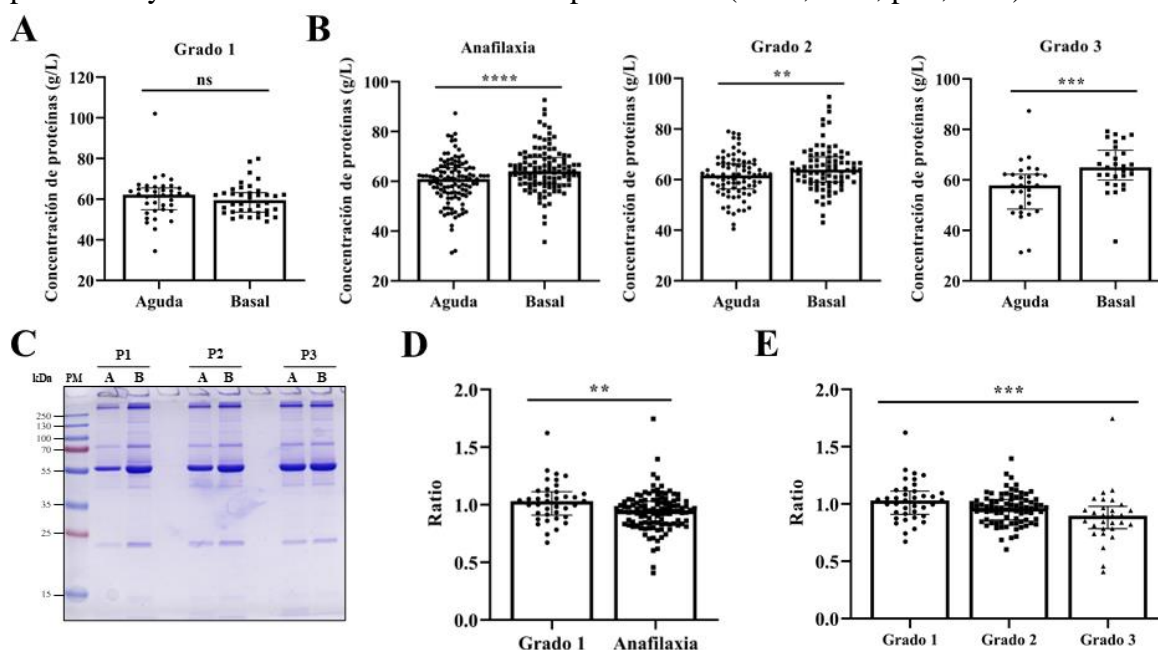 A
B
Grado 1
Anafilaxia
Grado 2
Grado 3
Concentración de proteínas (g/L)
120
100
80
60
40
20
ns
Aguda
Basal
Concentración de proteínas (g/L)
100
80
60
40
20
****
Aguda
Basal
Concentración de proteínas (g/L)
100
80
60
40
20
**
Aguda
Basal
Concentración de proteínas (g/L)
100
80
60
40
20
***
Aguda
Basal
C
P1
P2
P3
kDa
PM
A
B
A
B
A
B
250
130
100
70
55
35
25
15
D
Ratio
2.0
1.5
1.0
0.5
0.0
**
Grado 1
Anafilaxia
E
Ratio
2.0
1.5
1.0
0.5
0.0
***
Grado 1
Grado 2
Grado 3